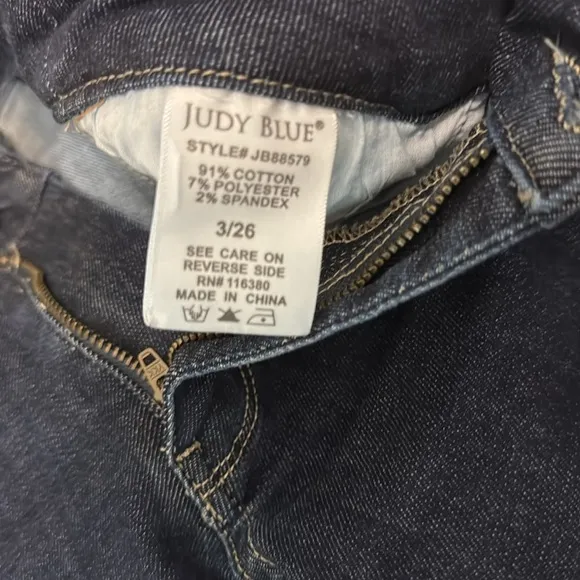 JUDY BLUE®
STYLE# JB88579
91% COTTON
7% POLYESTER
2% SPANDEX
3/26
SEE CARE ON
REVERSE SIDE
RN# 116380
MADE IN CHINA